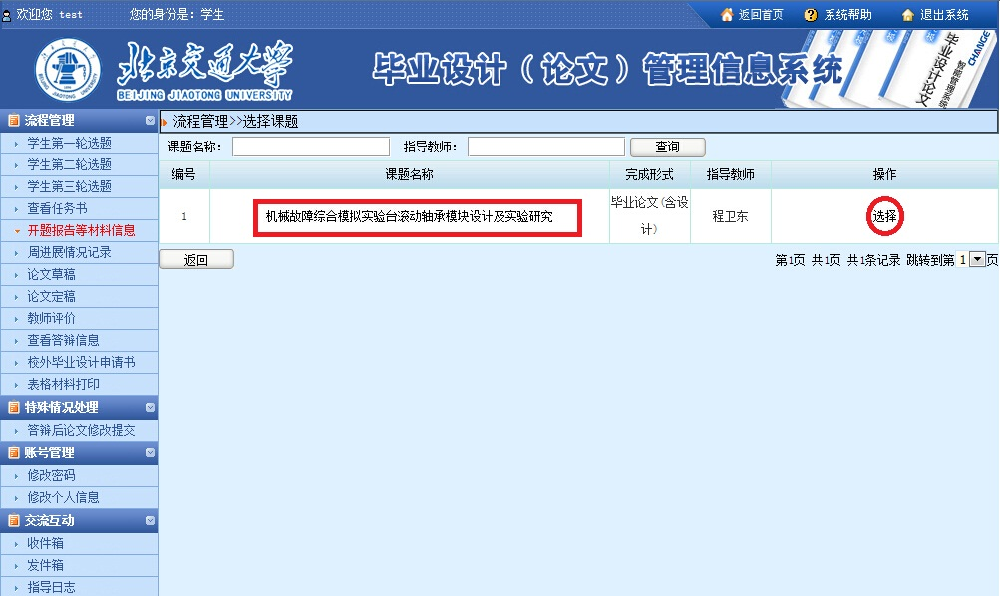 欢迎您 test 您的身份是：学生 返回首页 系统帮助 退出系统
北京交通大学
BEIJING JIAOTONG UNIVERSITY
毕业设计（论文）管理信息系统
毕业设计论文
智能管理系统
CHANGE
流程管理
学生第一轮选题
学生第二轮选题
学生第三轮选题
查看任务书
开题报告等材料信息
周进展情况记录
论文草稿
论文定稿
教师评价
查看答辩信息
校外毕业设计申请书
表格材料打印
特殊情况处理
答辩后论文修改提交
账号管理
修改密码
修改个人信息
交流互动
收件箱
发件箱
指导日志
流程管理>>选择课题
课题名称： 指导教师： 查询
编号 课题名称 完成形式 指导教师 操作
1 机械故障综合模拟实验台滚动轴承模块设计及实验研究 毕业论文(含设计) 程卫东 选择
返回 第1页 共1页 共1条记录 跳转到第 1 页